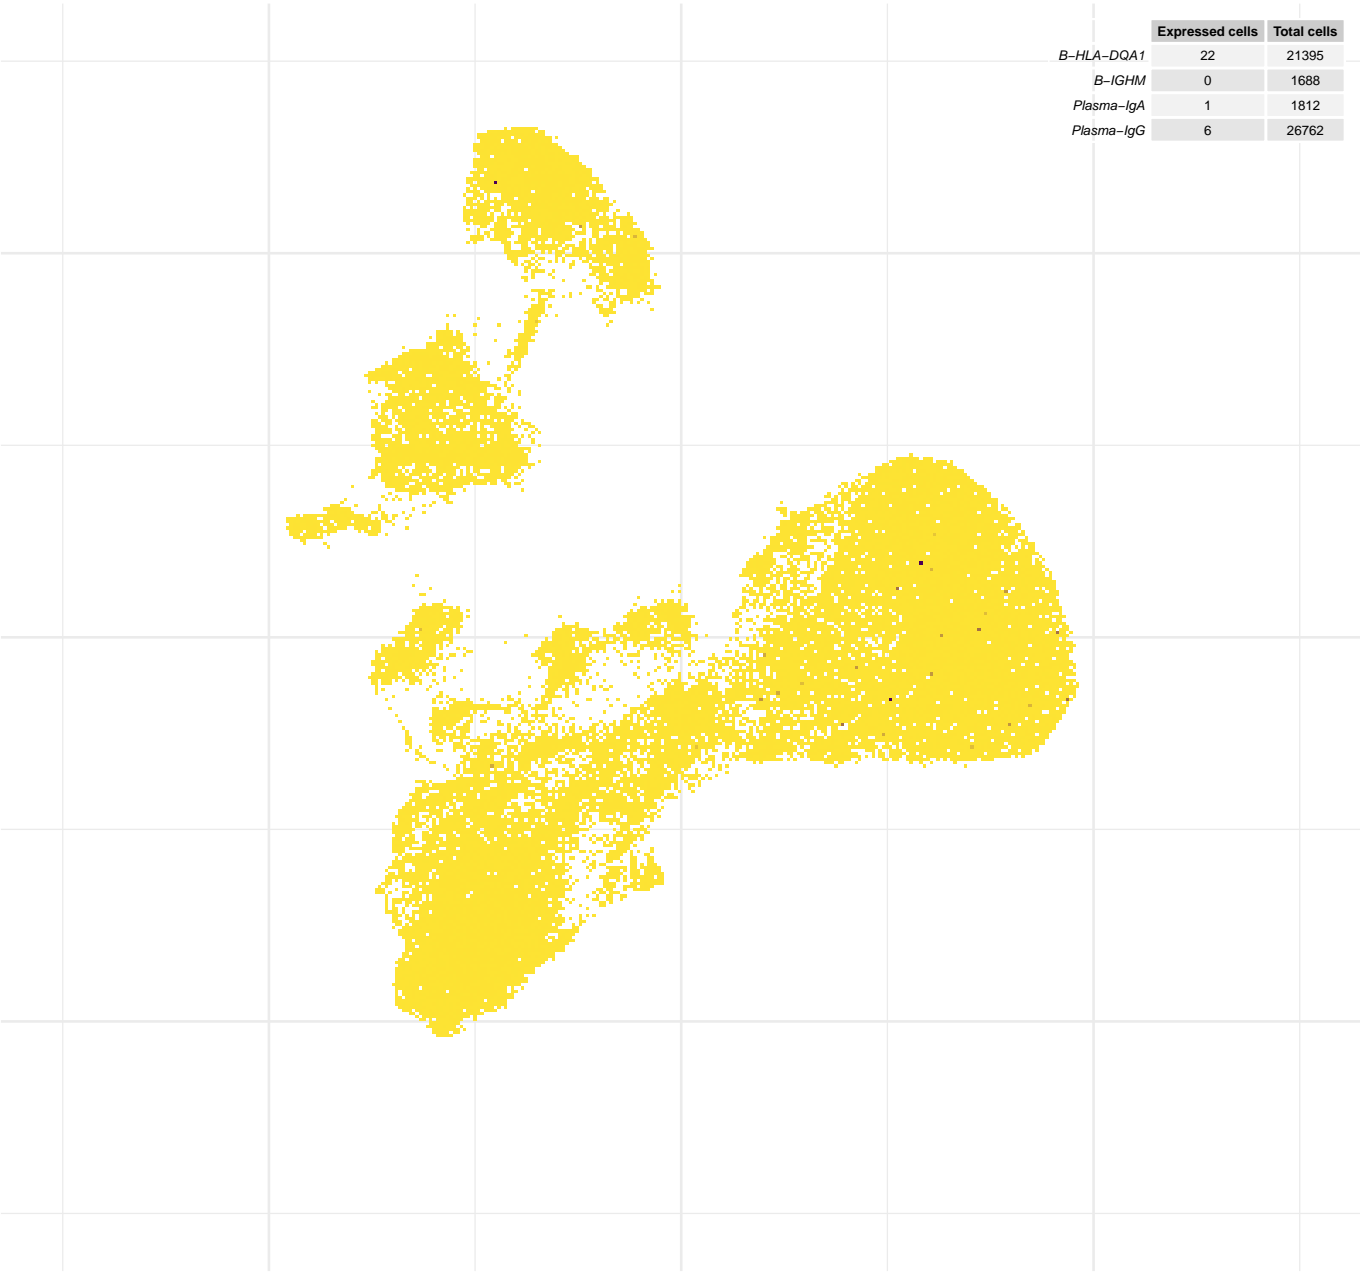 Expressed cells Total cells
B−HLA−DQA1 22 21395
B−IGHM 0 1688
Plasma−IgA 1 1812
Plasma−IgG 6 26762